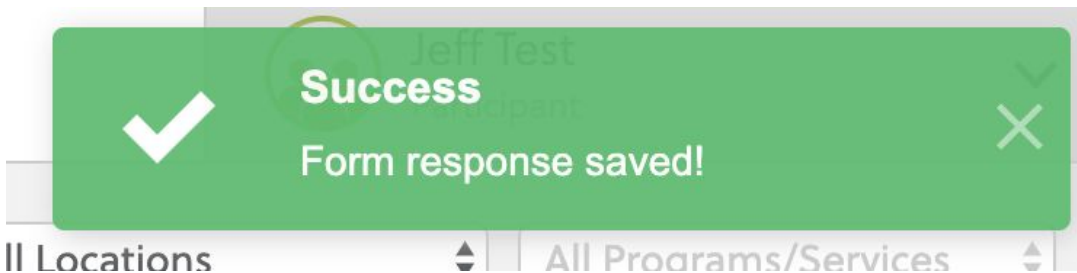 Jeff Test
Success
Participant
Form response saved!
ll Locations
All Programs/Services